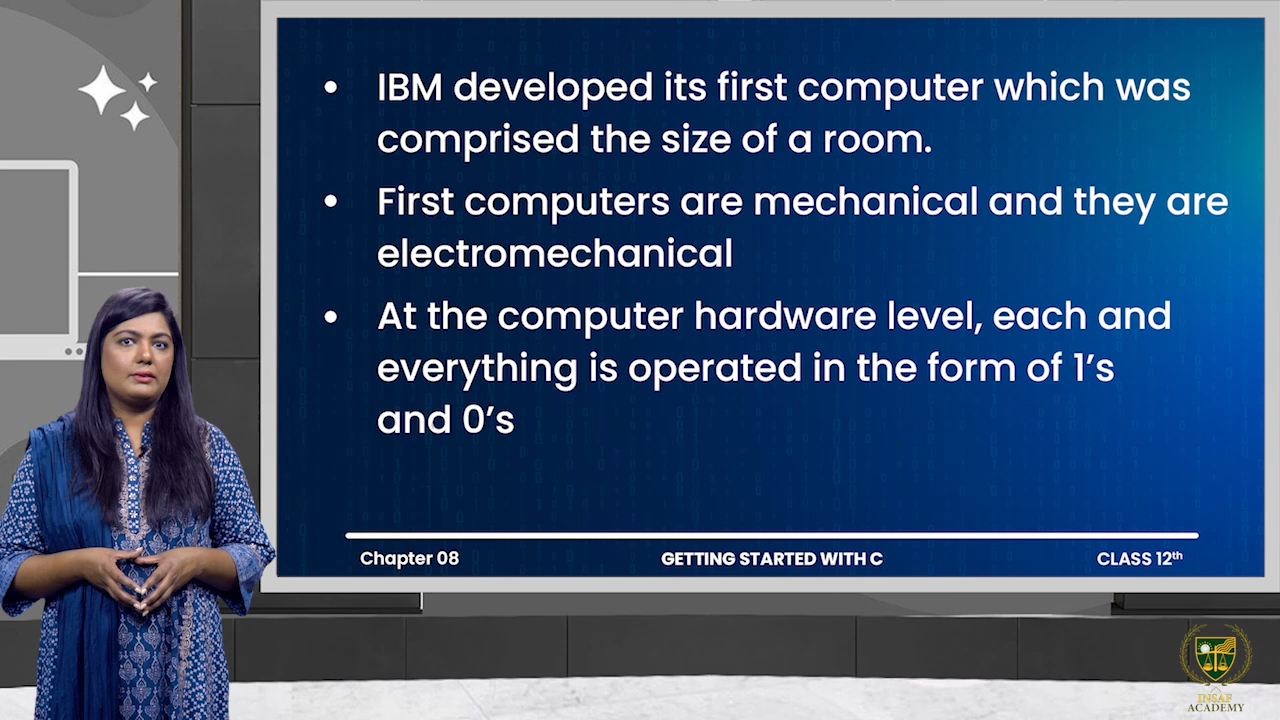 • IBM developed its first computer which was
comprised the size of a room.
• First computers are mechanical and they are
electromechanical
• At the computer hardware level, each and
everything is operated in the form of 1's
and 0's
Chapter 08 GETTING STARTED WITH C CLASS 12th
INSAF
ACADEMY